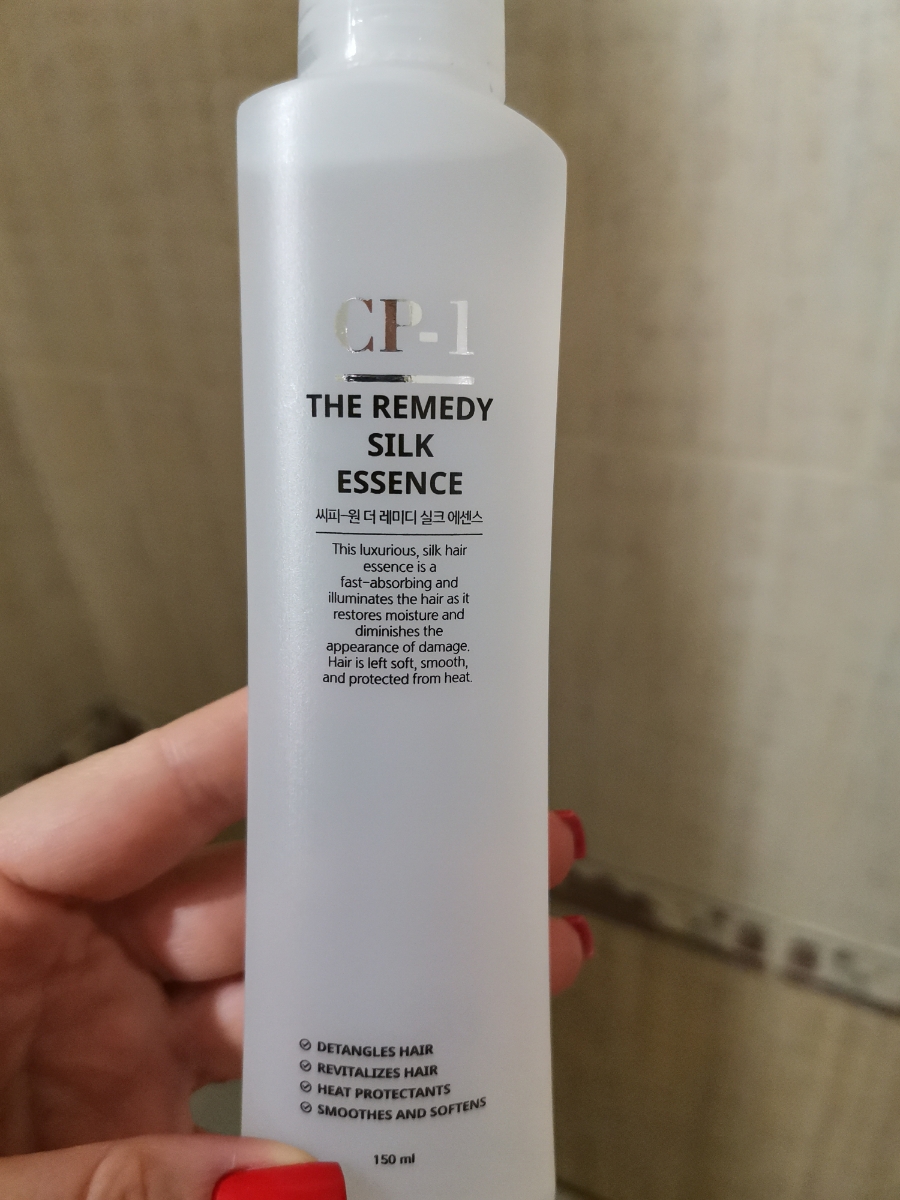 CP-1
THE REMEDY
SILK
ESSENCE
씨피-원 더 레미디 실크 에센스
This luxurious, silk hair
essence is a
fast-absorbing and
illuminates the hair as it
restores moisture and
diminishes the
appearance of damage.
Hair is left soft, smooth,
and protected from heat.
DETANGLES HAIR
REVITALIZES HAIR
HEAT PROTECTANTS
SMOOTHES AND SOFTENS
150 ml